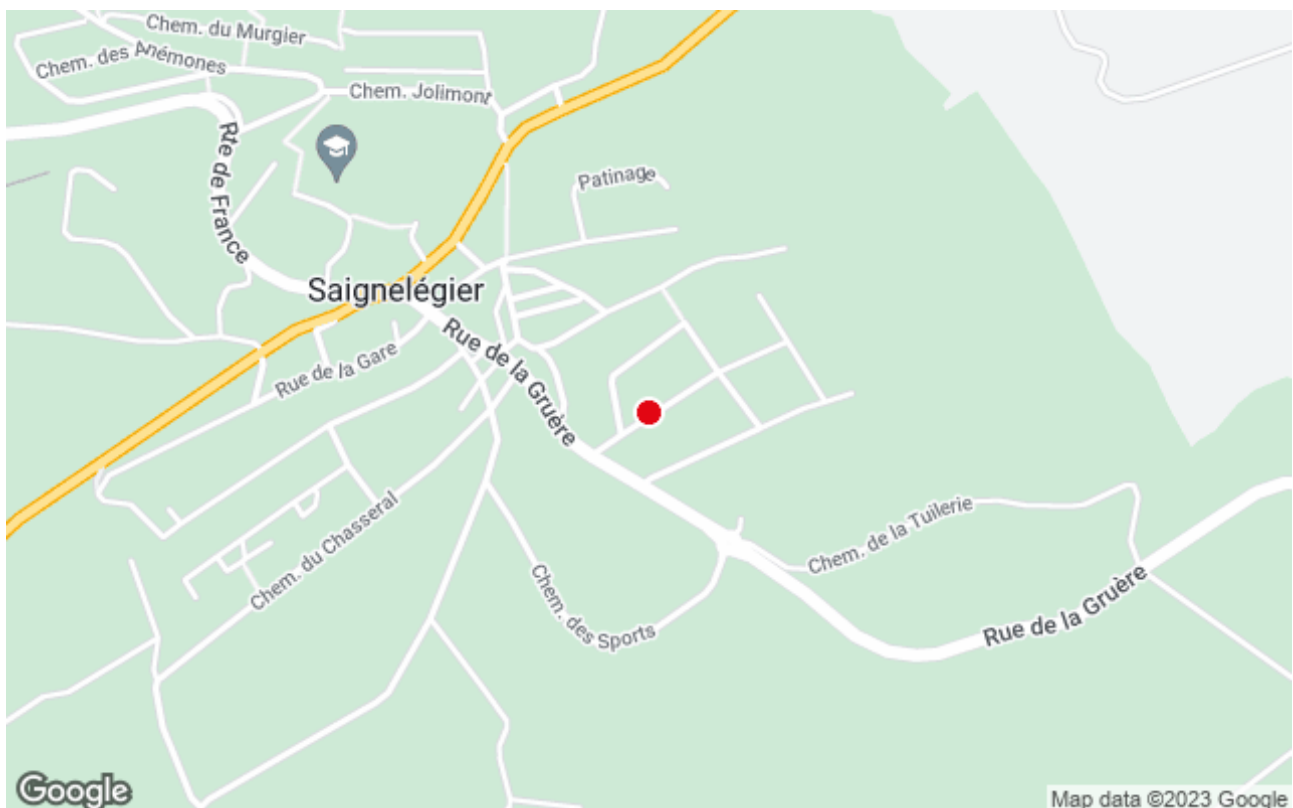 Chem. du Murgier
Chem. des Anémones
Chem. Jolimont
Rte de France
Patinage
Saignelégier
Rue de la Gare
Rue de la Gruère
Chem. du Chasseral
Chem. des Sports
Chem. de la Tuilerie
Rue de la Gruère
Google
Map data ©2023 Google